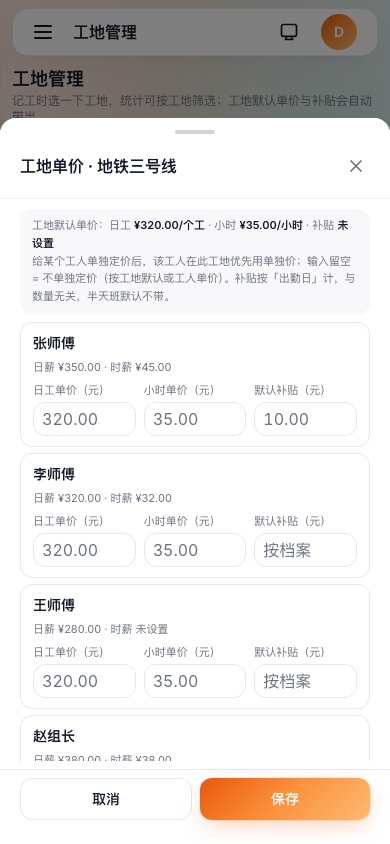 工地管理
D
工地管理
记工时选一下工地，统计可按工地筛选；工地默认单价与补贴会自动
带出
工地单价 · 地铁三号线
工地默认单价：日工 ¥320.00/个工 · 小时 ¥35.00/小时 · 补贴 未
设置
给某个工人单独定价后，该工人在此工地优先用单独价；输入留空
= 不单独定价（按工地默认或工人单价）。补贴按「出勤日」计，与
数量无关，半天班默认不带。
张师傅
日薪 ¥350.00 · 时薪 ¥45.00
日工单价（元） 小时单价（元） 默认补贴（元）
320.00 35.00 10.00
李师傅
日薪 ¥320.00 · 时薪 ¥32.00
日工单价（元） 小时单价（元） 默认补贴（元）
320.00 35.00 按档案
王师傅
日薪 ¥280.00 · 时薪 未设置
日工单价（元） 小时单价（元） 默认补贴（元）
320.00 35.00 按档案
赵组长
日薪 ¥380.00 · 时薪 ¥38.00
取消 保存